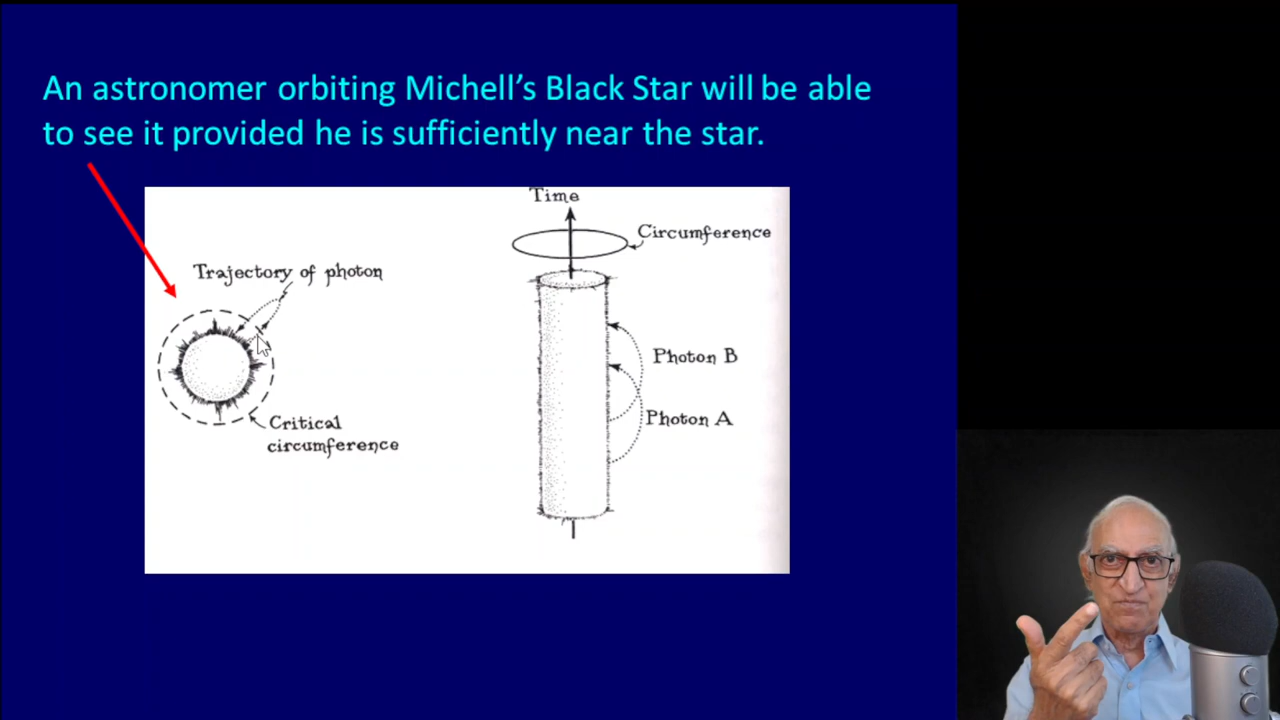 An astronomer orbiting Michell's Black Star will be able
to see it provided he is sufficiently near the star.
Time
Circumference
Trajectory of photon
Photon B
Photon A
Critical
circumference